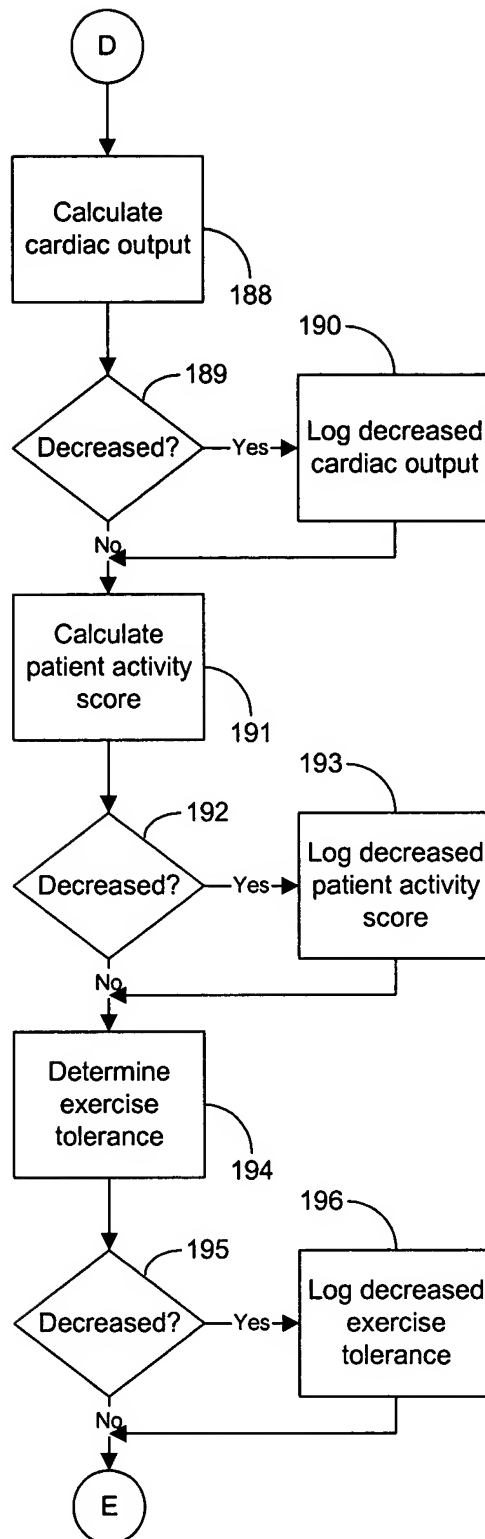 D
Calculate
cardiac output
188
189
190
Decreased?
Yes
Log decreased
cardiac output
No
Calculate
patient activity
score
191
192
193
Decreased?
Yes
Log decreased
patient activity
score
No
Determine
exercise
tolerance
194
195
196
Decreased?
Yes
Log decreased
exercise
tolerance
No
E